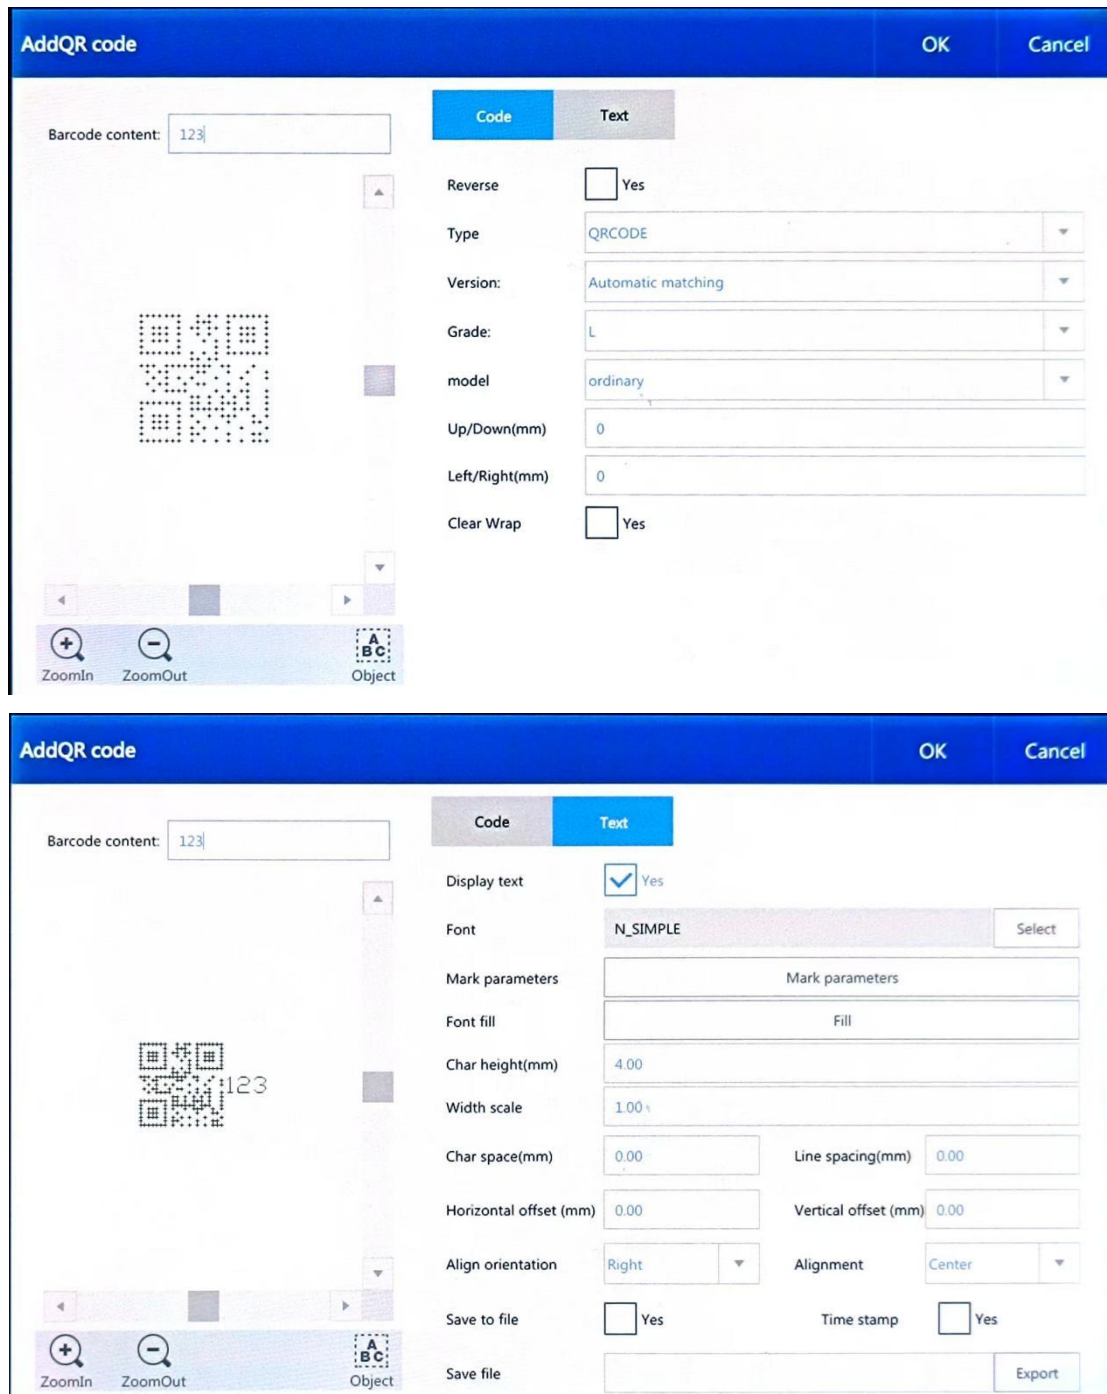 AddQR code OK Cancel
Barcode content: 123 Code Text
Reverse Yes
Type QRCODE
Version: Automatic matching
Grade: L
model ordinary
Up/Down(mm) 0
Left/Right(mm) 0
Clear Wrap Yes
A
BC
ZoomIn ZoomOut Object
AddQR code OK Cancel
Barcode content: 123 Code Text
Display text Yes
Font N_SIMPLE Select
Mark parameters Mark parameters
Font fill Fill
Char height(mm) 4.00
Width scale 1.00
123
Char space(mm) 0.00 Line spacing(mm) 0.00
Horizontal offset (mm) 0.00 Vertical offset (mm) 0.00
Align orientation Right Alignment Center
Save to file Yes Time stamp Yes
A
BC
ZoomIn ZoomOut Object
Save file Export